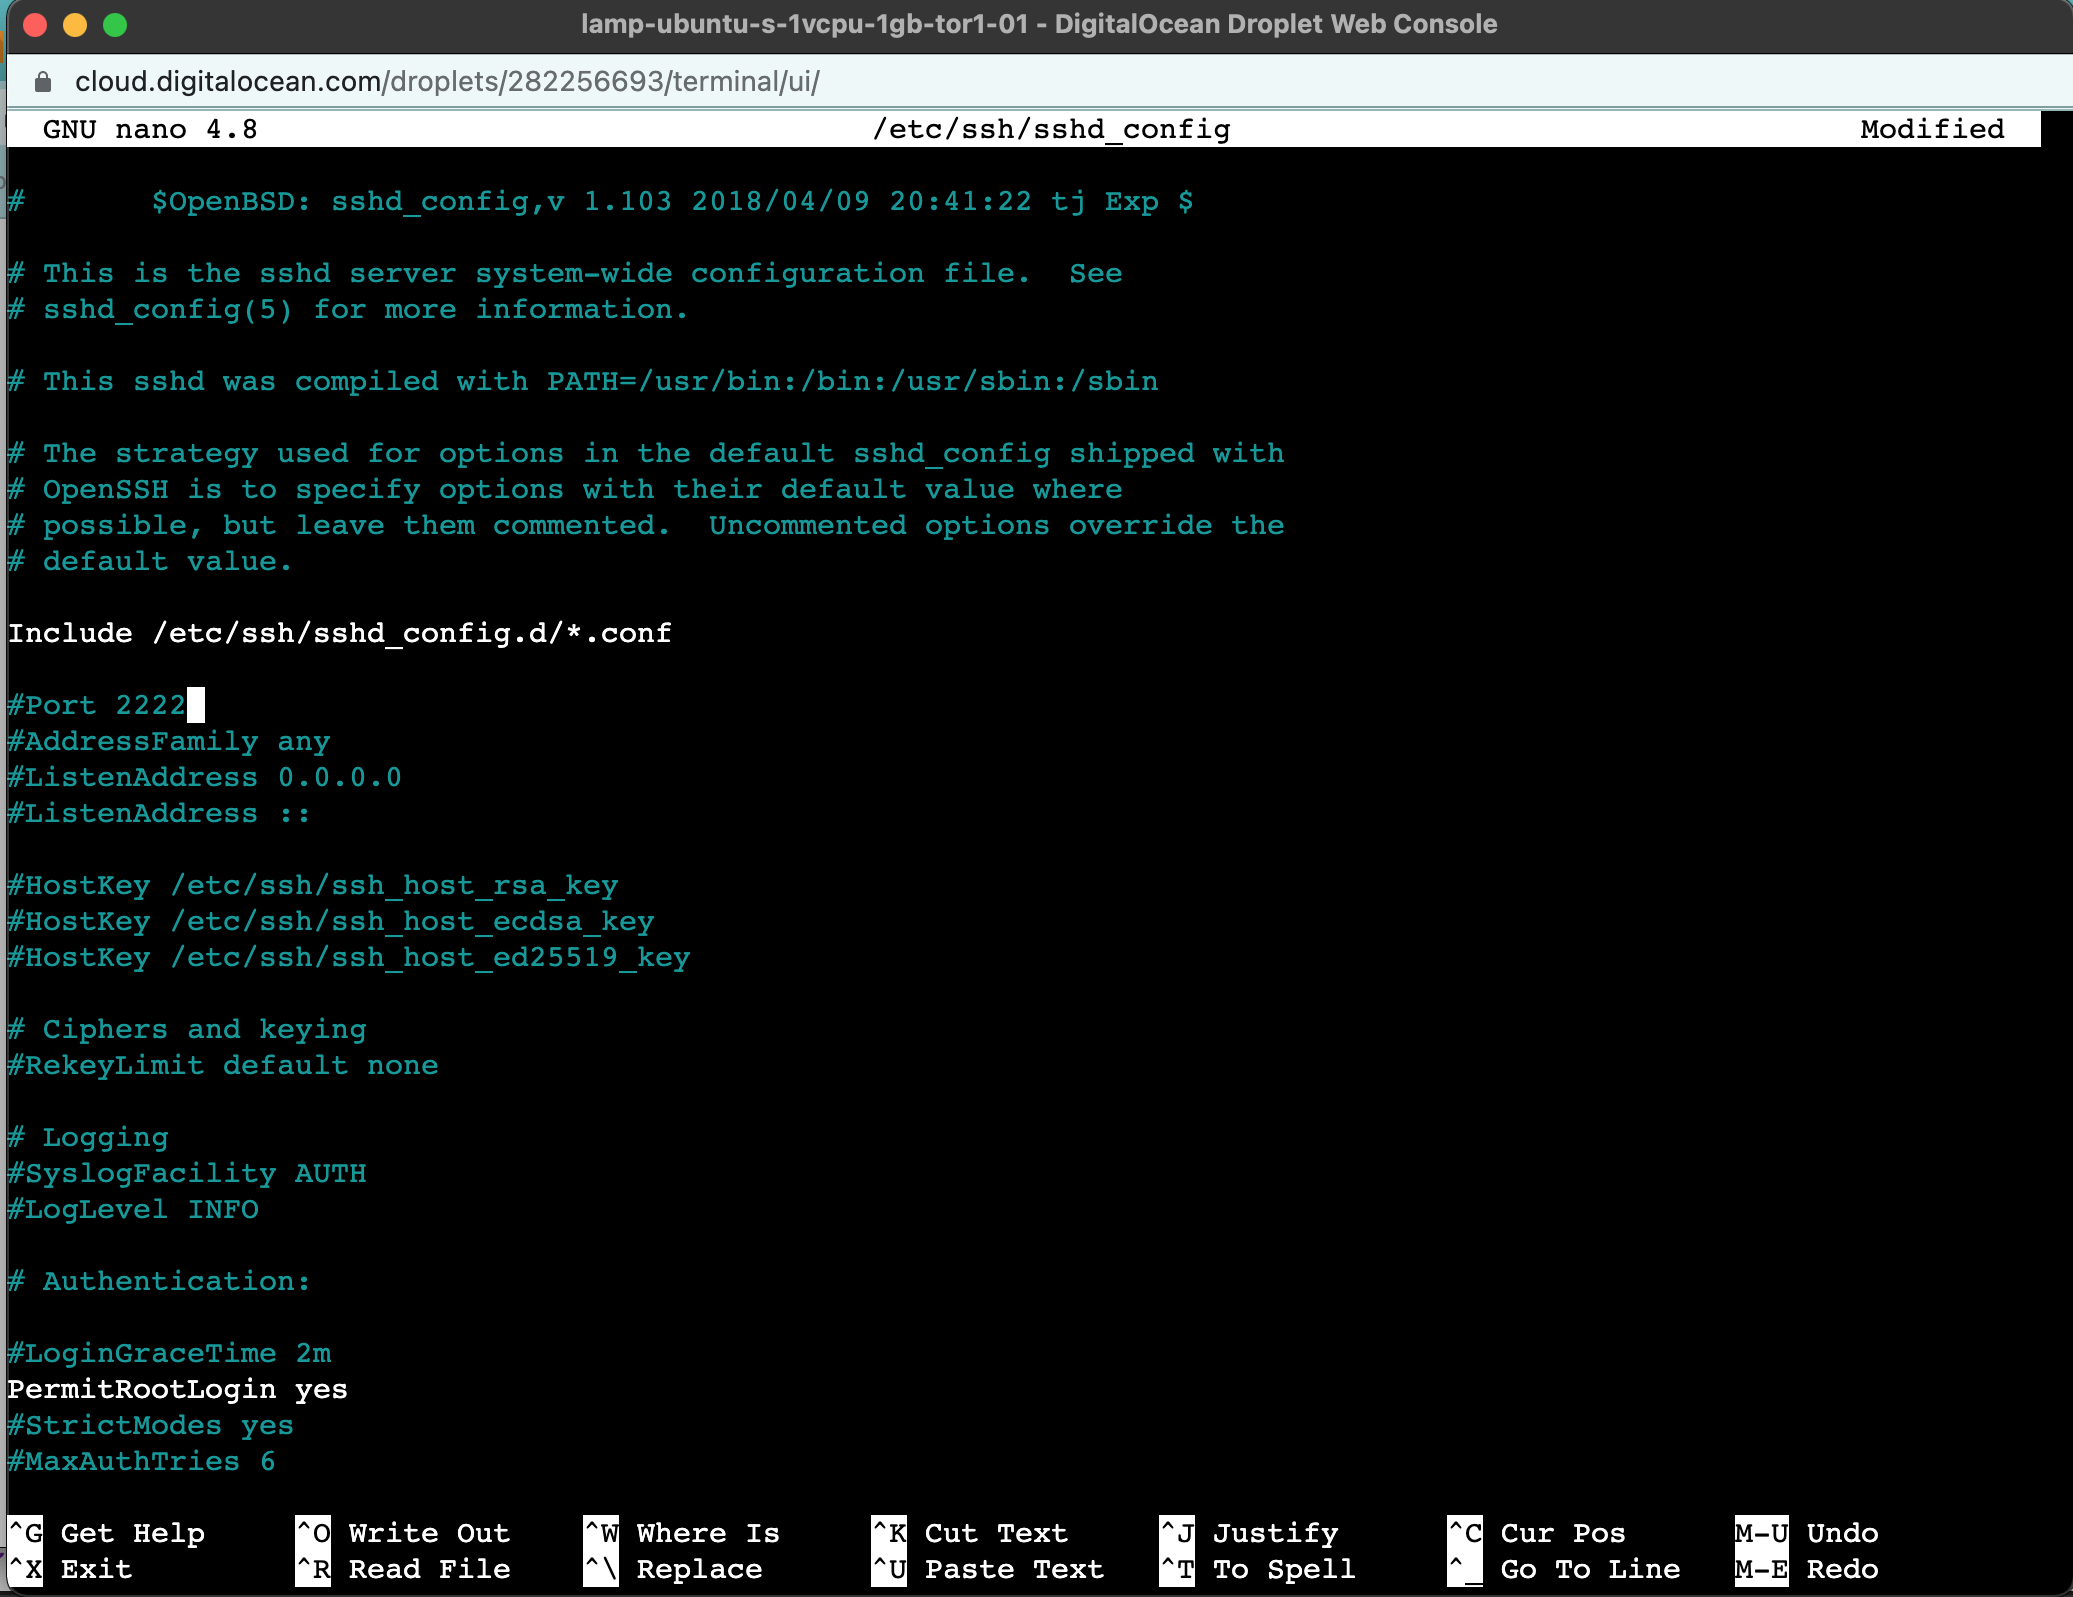 lamp-ubuntu-s-1vcpu-1gb-tor1-01 - DigitalOcean Droplet Web Console
cloud.digitalocean.com/droplets/282256693/terminal/ui/
GNU nano 4.8 /etc/ssh/sshd_config Modified
# $OpenBSD: sshd_config,v 1.103 2018/04/09 20:41:22 tj Exp $
# This is the sshd server system-wide configuration file.  See
# sshd_config(5) for more information.
# This sshd was compiled with PATH=/usr/bin:/bin:/usr/sbin:/sbin
# The strategy used for options in the default sshd_config shipped with
# OpenSSH is to specify options with their default value where
# possible, but leave them commented.  Uncommented options override the
# default value.
Include /etc/ssh/sshd_config.d/*.conf
#Port 2222
#AddressFamily any
#ListenAddress 0.0.0.0
#ListenAddress ::
#HostKey /etc/ssh/ssh_host_rsa_key
#HostKey /etc/ssh/ssh_host_ecdsa_key
#HostKey /etc/ssh/ssh_host_ed25519_key
# Ciphers and keying
#RekeyLimit default none
# Logging
#SyslogFacility AUTH
#LogLevel INFO
# Authentication:
#LoginGraceTime 2m
PermitRootLogin yes
#StrictModes yes
#MaxAuthTries 6
^G Get Help ^O Write Out ^W Where Is ^K Cut Text ^J Justify ^C Cur Pos M-U Undo
^X Exit ^R Read File ^\ Replace ^U Paste Text ^T To Spell ^_ Go To Line M-E Redo